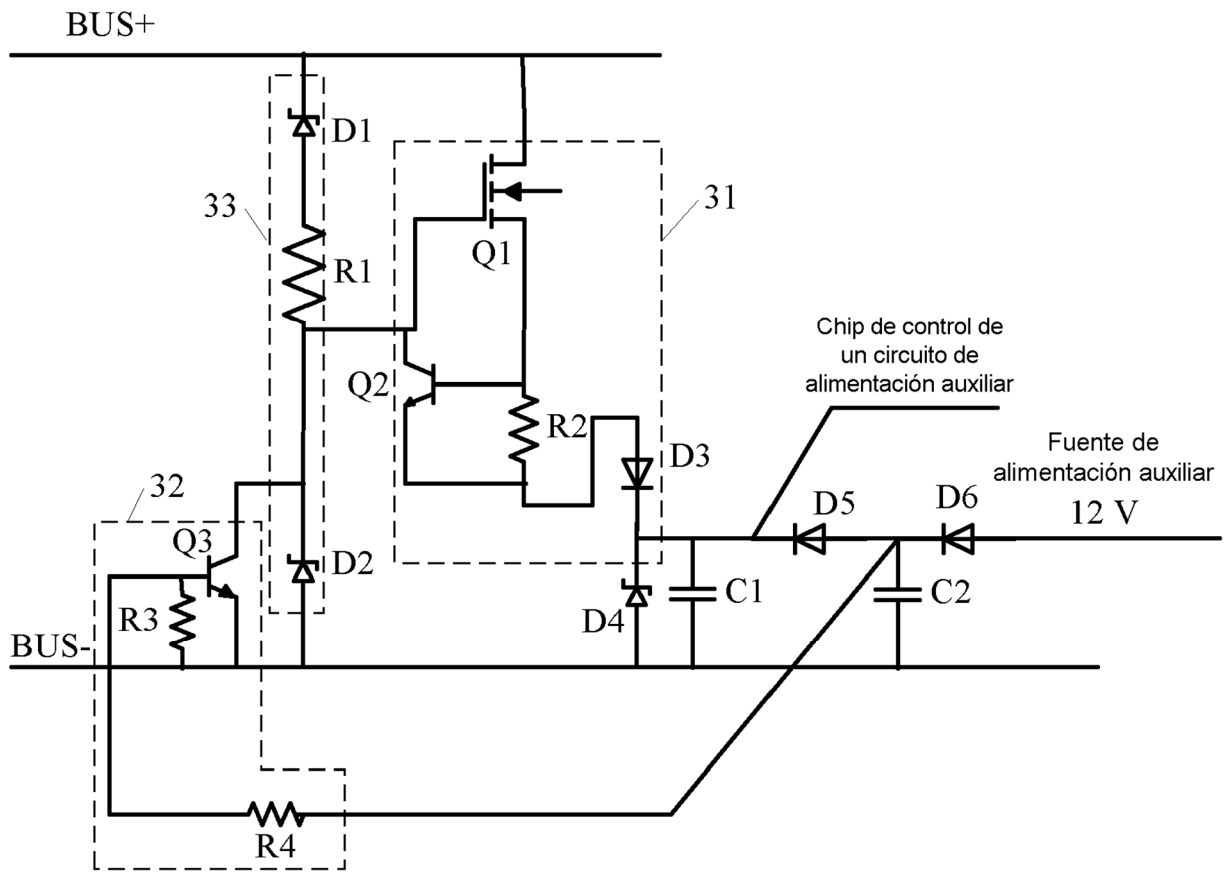 BUS+
D1
33
31
R1
Q1
Chip de control de
un circuito de
alimentación auxiliar
Q2
R2
D3
Fuente de
alimentación auxiliar
12 V
32
D5
D6
Q3
D2
R3
D4
C1
C2
BUS-
R4